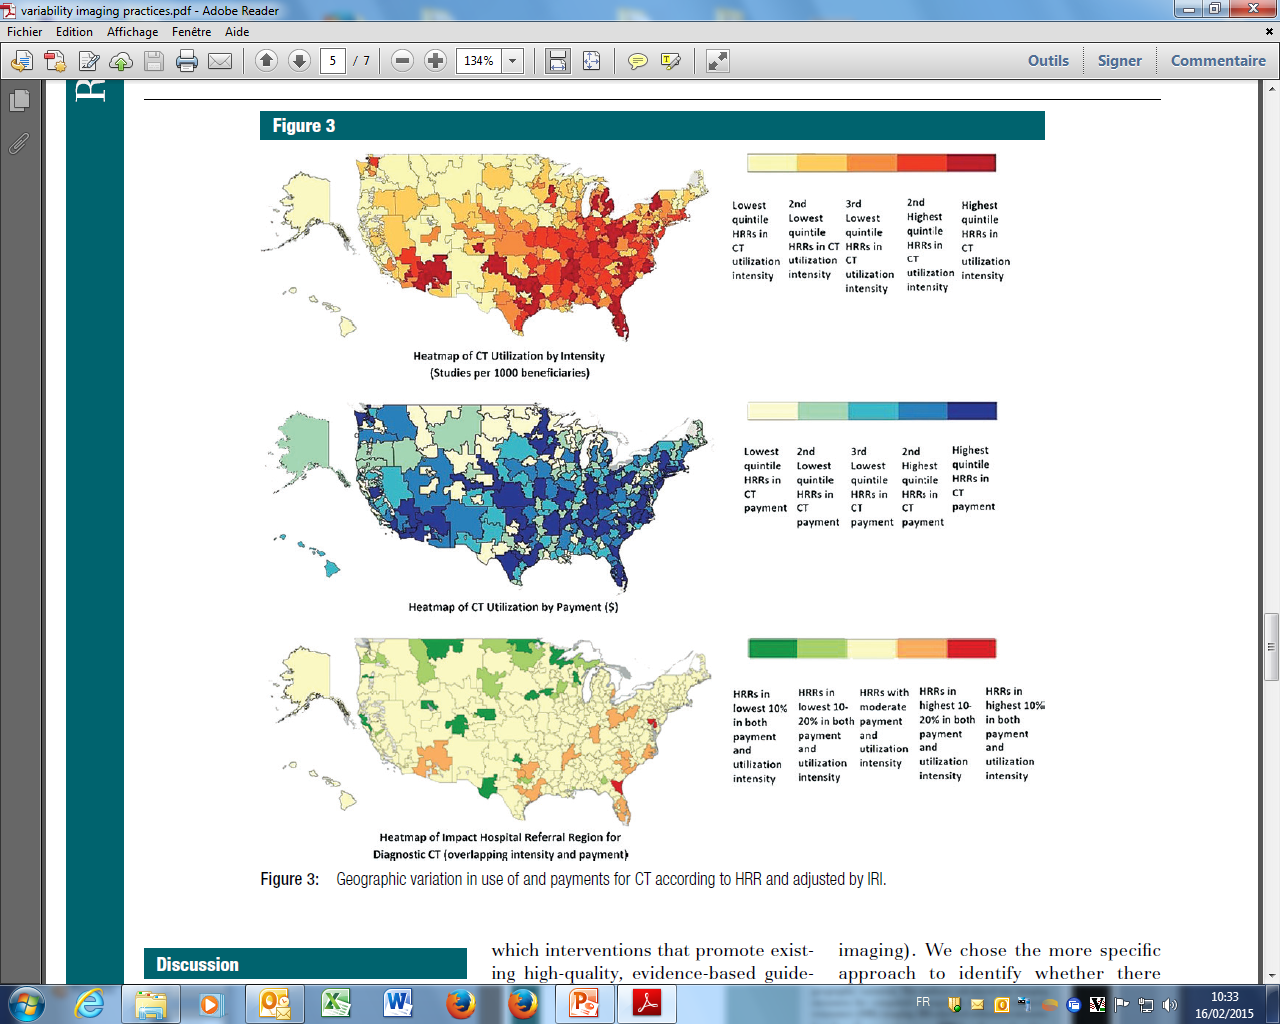 variability imaging practices.pdf - Adobe Reader
Fichier Edition Affichage Fenêtre Aide
5 / 7 134% Outils Signer Commentaire
R
Figure 3
Lowest quintile HRRs in CT utilization intensity
2nd Lowest quintile HRRs in CT utilization intensity
3rd Lowest quintile HRRs in CT utilization intensity
2nd Highest quintile HRRs in CT utilization intensity
Highest quintile HRRs in CT utilization intensity
Heatmap of CT Utilization by Intensity
(Studies per 1000 beneficiaries)
Lowest quintile HRRs in CT payment
2nd Lowest quintile HRRs in CT payment
3rd Lowest quintile HRRs in CT payment
2nd Highest quintile HRRs in CT payment
Highest quintile HRRs in CT payment
Heatmap of CT Utilization by Payment ($)
HRRs in lowest 10% in both payment and utilization intensity
HRRs in lowest 10-20% in both payment and utilization intensity
HRRs with moderate payment and utilization intensity
HRRs in highest 10-20% in both payment and utilization intensity
HRRs in highest 10% in both payment and utilization intensity
Heatmap of Impact Hospital Referral Region for
Diagnostic CT (overlapping intensity and payment)
Figure 3: Geographic variation in use of and payments for CT according to HRR and adjusted by IRI.
Discussion
which interventions that promote exist-
ing high-quality, evidence-based guide-
imaging). We chose the more specific
approach to identify whether there
FR
10:33
16/02/2015